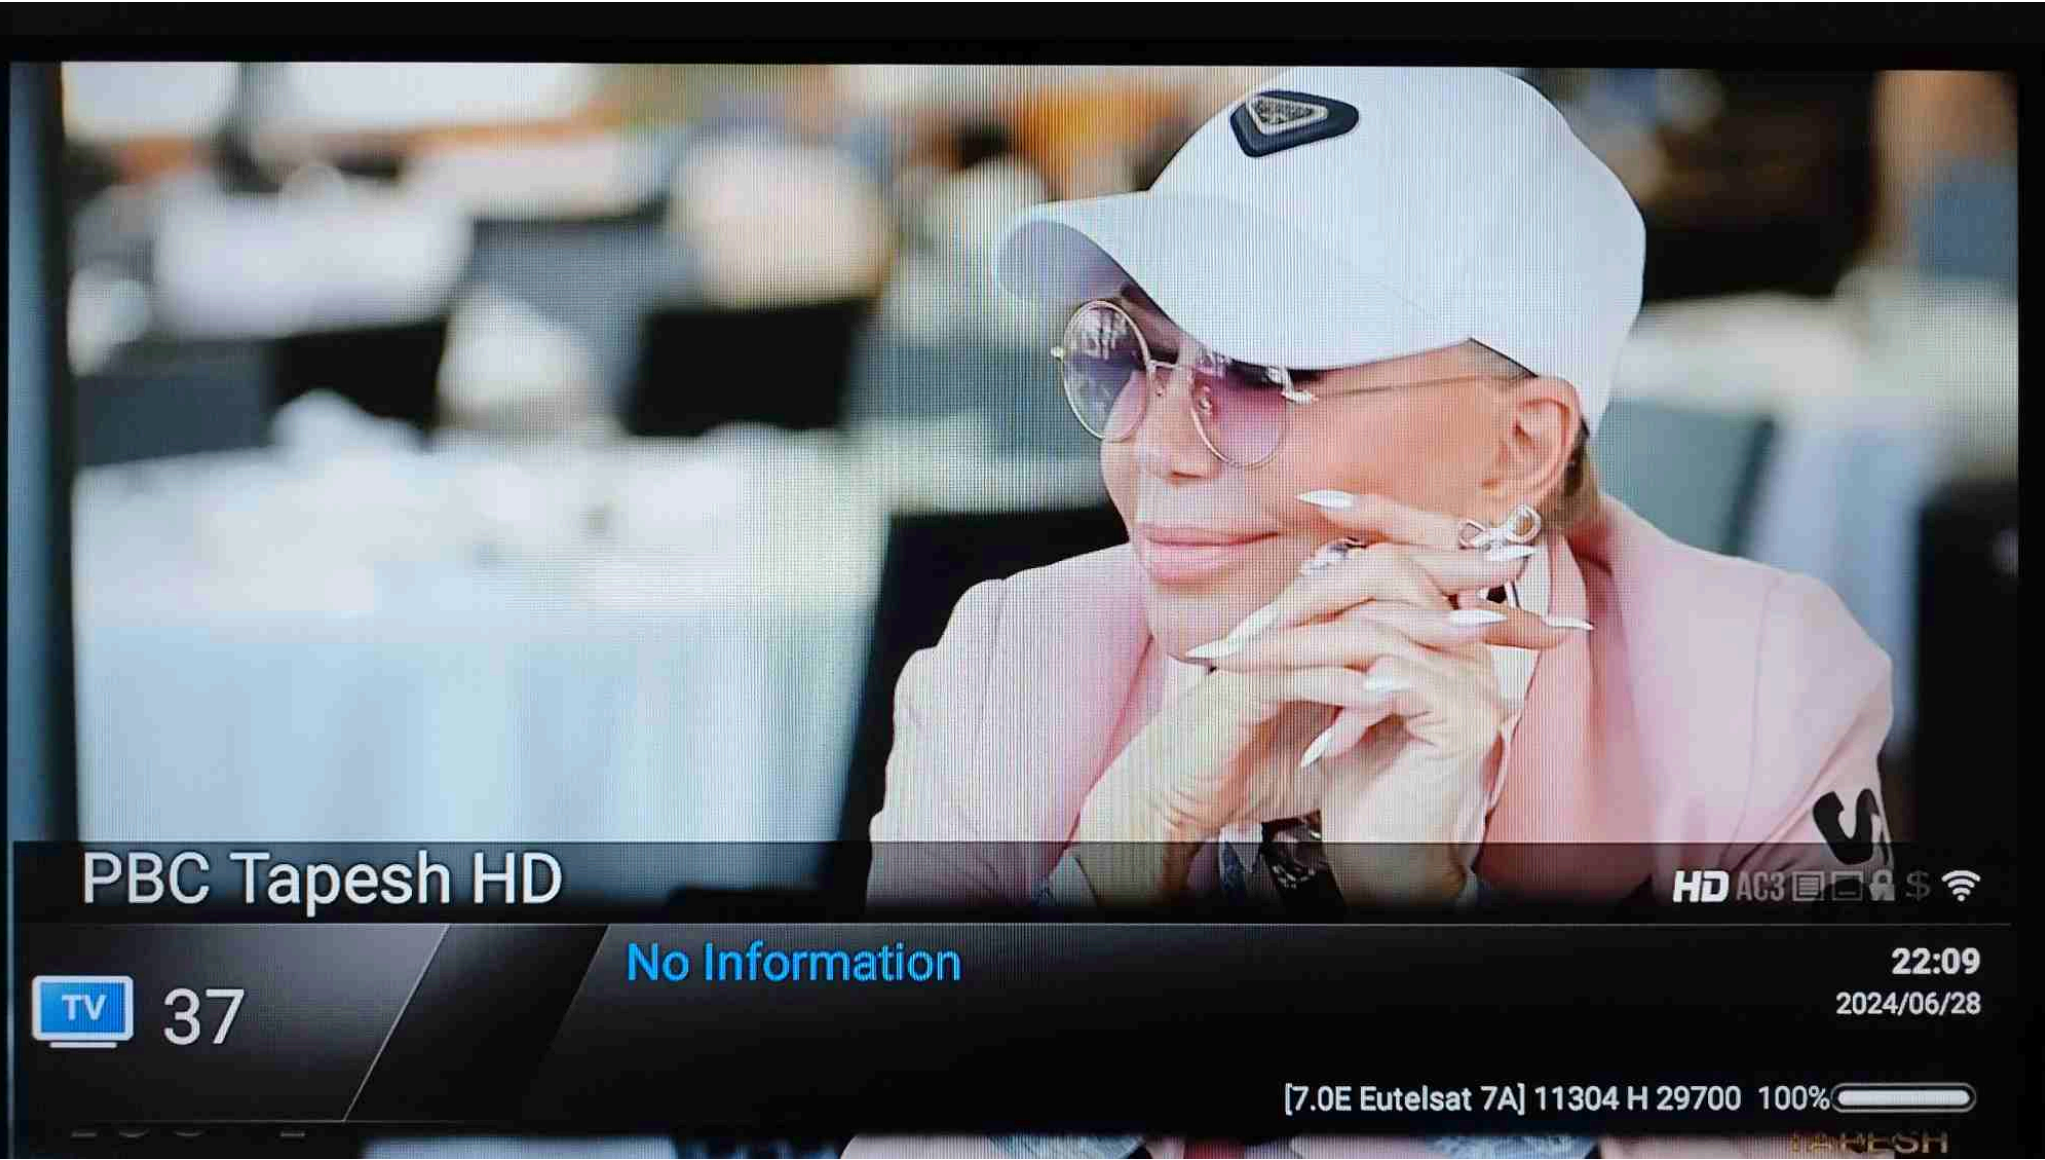 PBC Tapesh HD
HD AC3 $
No Information
22:09
TV 37
2024/06/28
[7.0E Eutelsat 7A] 11304 H 29700 100%
TAPESH